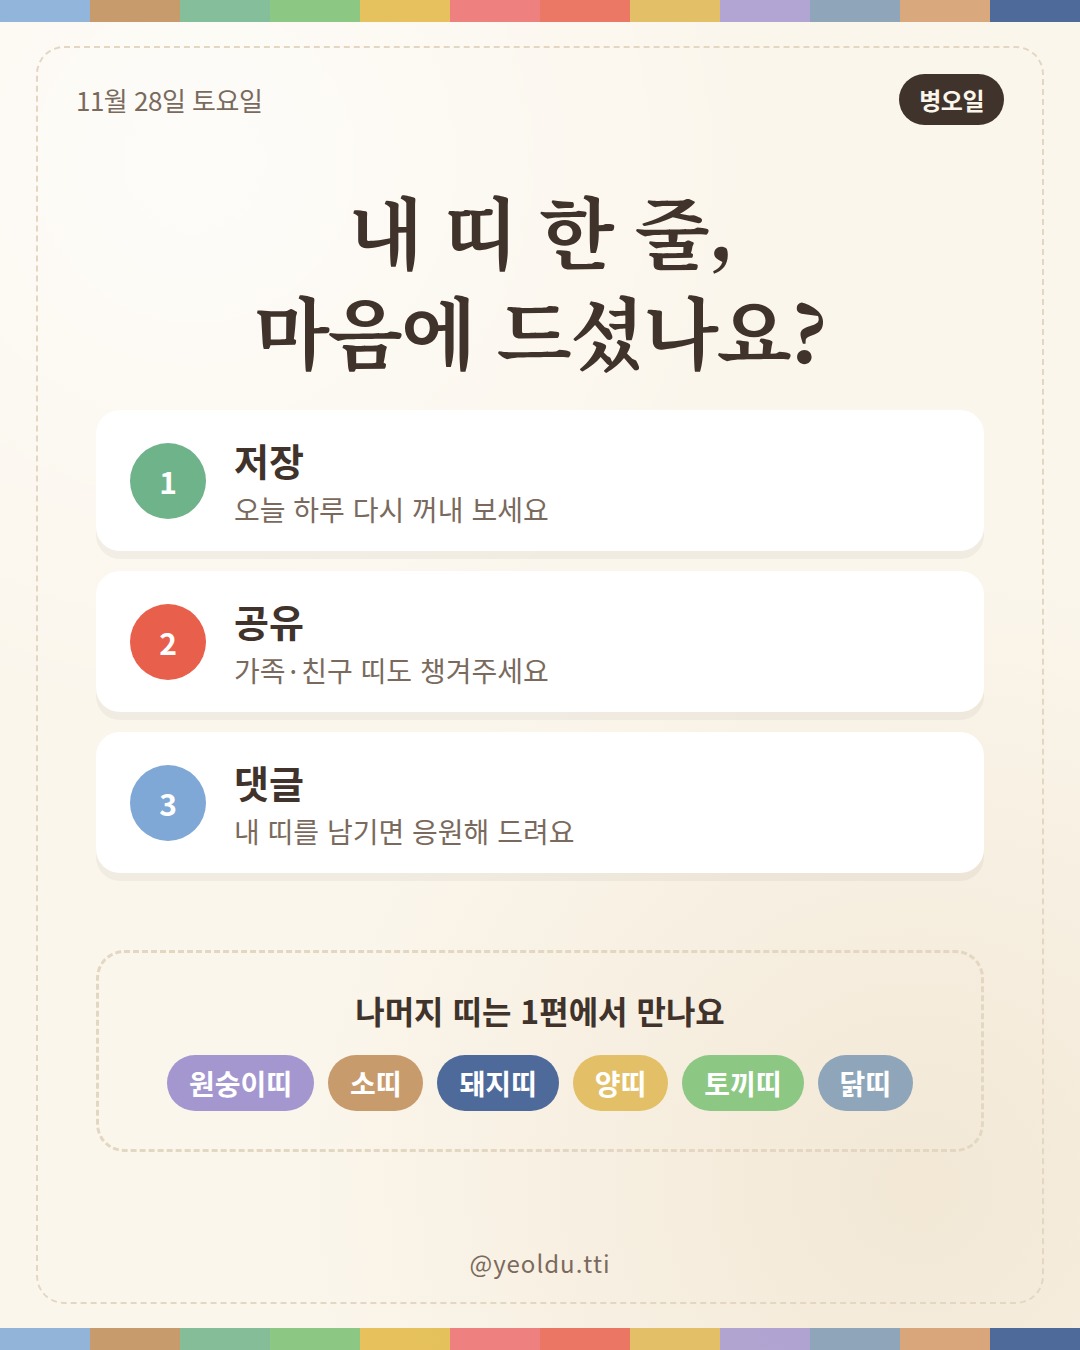 11월 28일 토요일
병오일
내 띠 한 줄,
마음에 드셨나요?
1
저장
오늘 하루 다시 꺼내 보세요
2
공유
가족·친구 띠도 챙겨주세요
3
댓글
내 띠를 남기면 응원해 드려요
나머지 띠는 1편에서 만나요
원숭이띠 소띠 돼지띠 양띠 토끼띠 닭띠
@yeoldu.tti